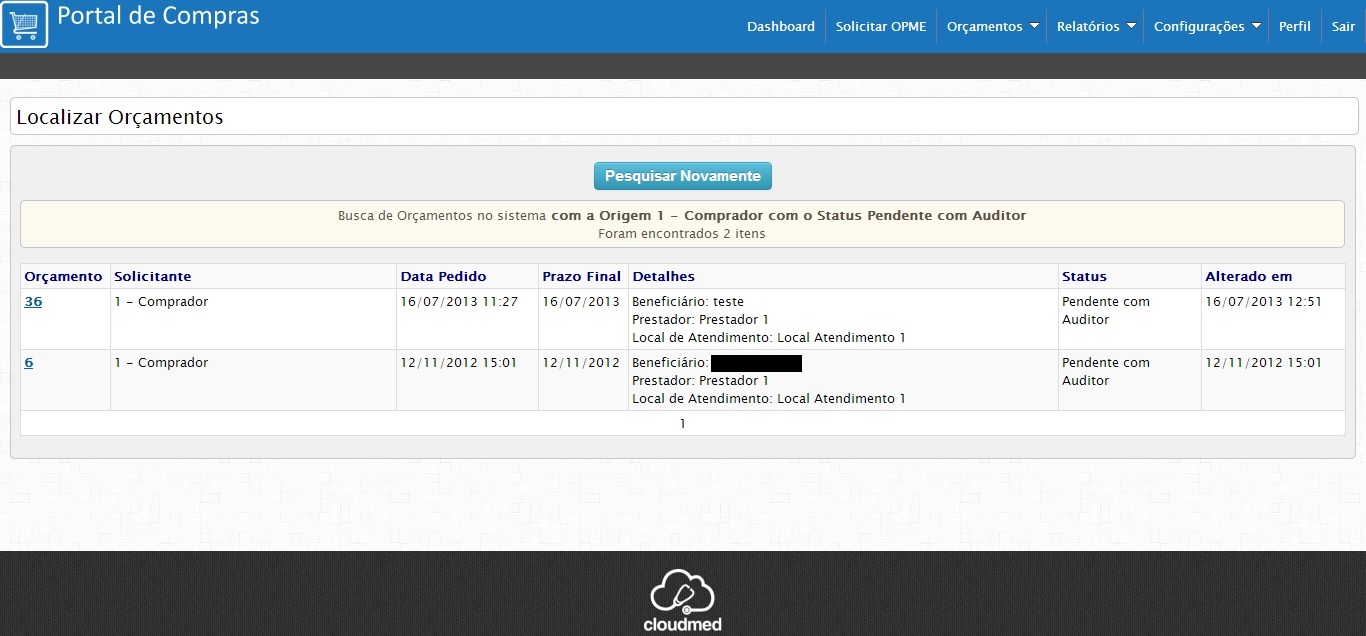 Portal de Compras
Dashboard Solicitar OPME Orçamentos Relatórios Configurações Perfil Sair
Localizar Orçamentos
Pesquisar Novamente
Busca de Orçamentos no sistema com a Origem 1 - Comprador com o Status Pendente com Auditor
Foram encontrados 2 itens
Orçamento Solicitante Data Pedido Prazo Final Detalhes Status Alterado em
36 1 - Comprador 16/07/2013 11:27 16/07/2013 Beneficiário: teste Pendente com 16/07/2013 12:51
Prestador: Prestador 1 Auditor
Local de Atendimento: Local Atendimento 1
6 1 - Comprador 12/11/2012 15:01 12/11/2012 Beneficiário: Pendente com 12/11/2012 15:01
Prestador: Prestador 1 Auditor
Local de Atendimento: Local Atendimento 1
1
cloudmed